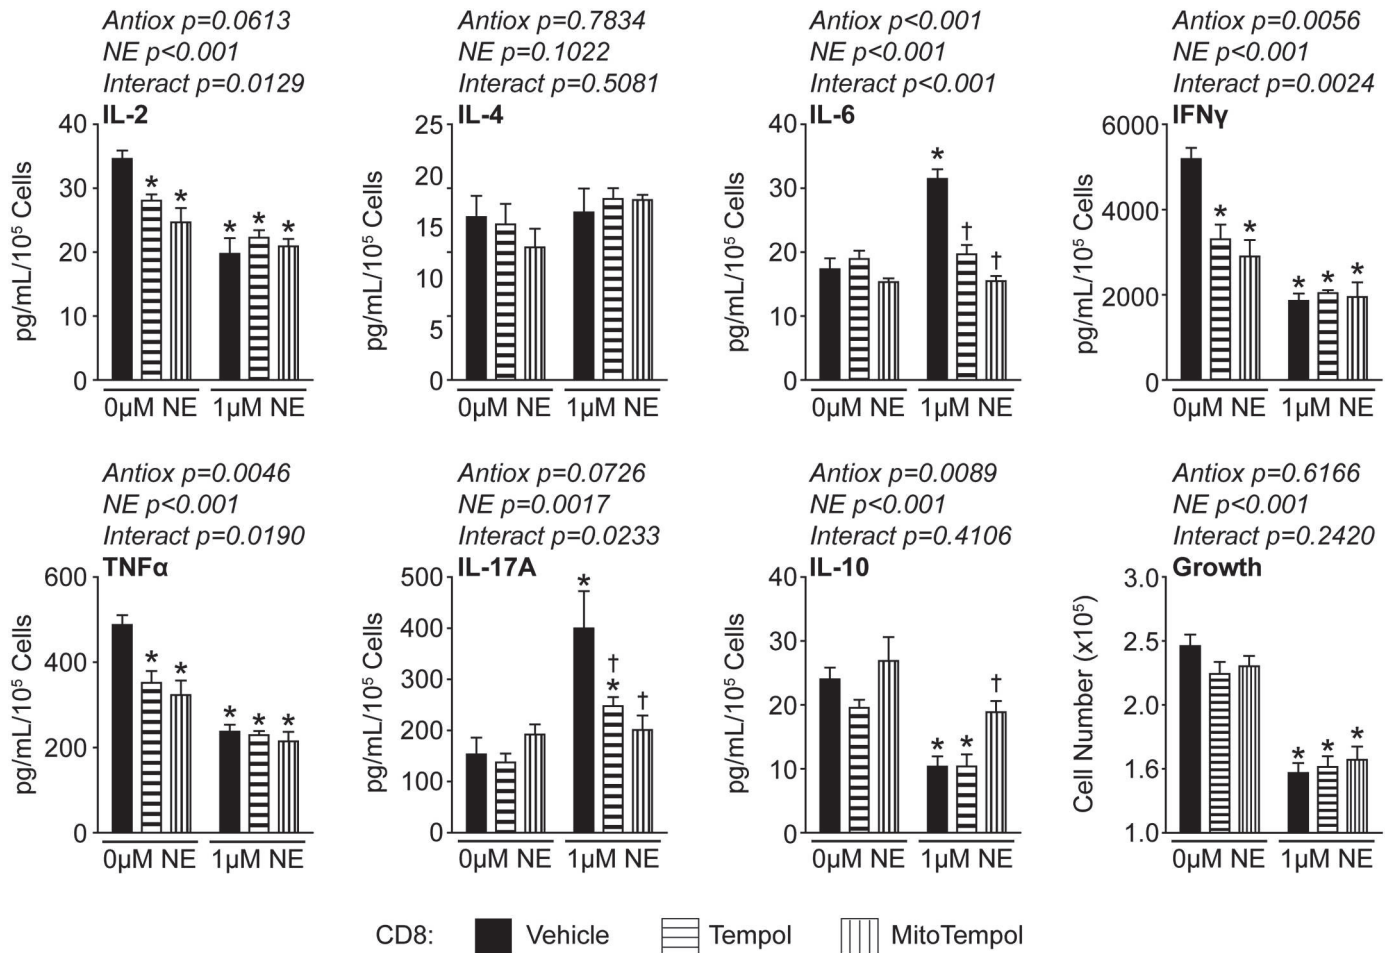 Antiox p=0.0613
NE p<0.001
Interact p=0.0129
IL-2
40
30
20
10
0
pg/mL/10⁵ Cells
* * * * *
0µM NE 1µM NE
Antiox p=0.7834
NE p=0.1022
Interact p=0.5081
IL-4
25
20
15
10
5
0
pg/mL/10⁵ Cells
0µM NE 1µM NE
Antiox p<0.001
NE p<0.001
Interact p<0.001
IL-6
40
30
20
10
0
pg/mL/10⁵ Cells
* † †
0µM NE 1µM NE
Antiox p=0.0056
NE p<0.001
Interact p=0.0024
IFNγ
6000
4000
2000
0
pg/mL/10⁵ Cells
* * * * *
0µM NE 1µM NE
Antiox p=0.0046
NE p<0.001
Interact p=0.0190
TNFα
600
400
200
0
pg/mL/10⁵ Cells
* * * * *
0µM NE 1µM NE
Antiox p=0.0726
NE p=0.0017
Interact p=0.0233
IL-17A
500
400
300
200
100
0
pg/mL/10⁵ Cells
*
†
* †
0µM NE 1µM NE
Antiox p=0.0089
NE p<0.001
Interact p=0.4106
IL-10
40
30
20
10
0
pg/mL/10⁵ Cells
* * †
0µM NE 1µM NE
Antiox p=0.6166
NE p<0.001
Interact p=0.2420
Growth
3.0
2.5
2.0
1.6
1.0
Cell Number (x10⁵)
* * *
0µM NE 1µM NE
CD8: Vehicle Tempol MitoTempol